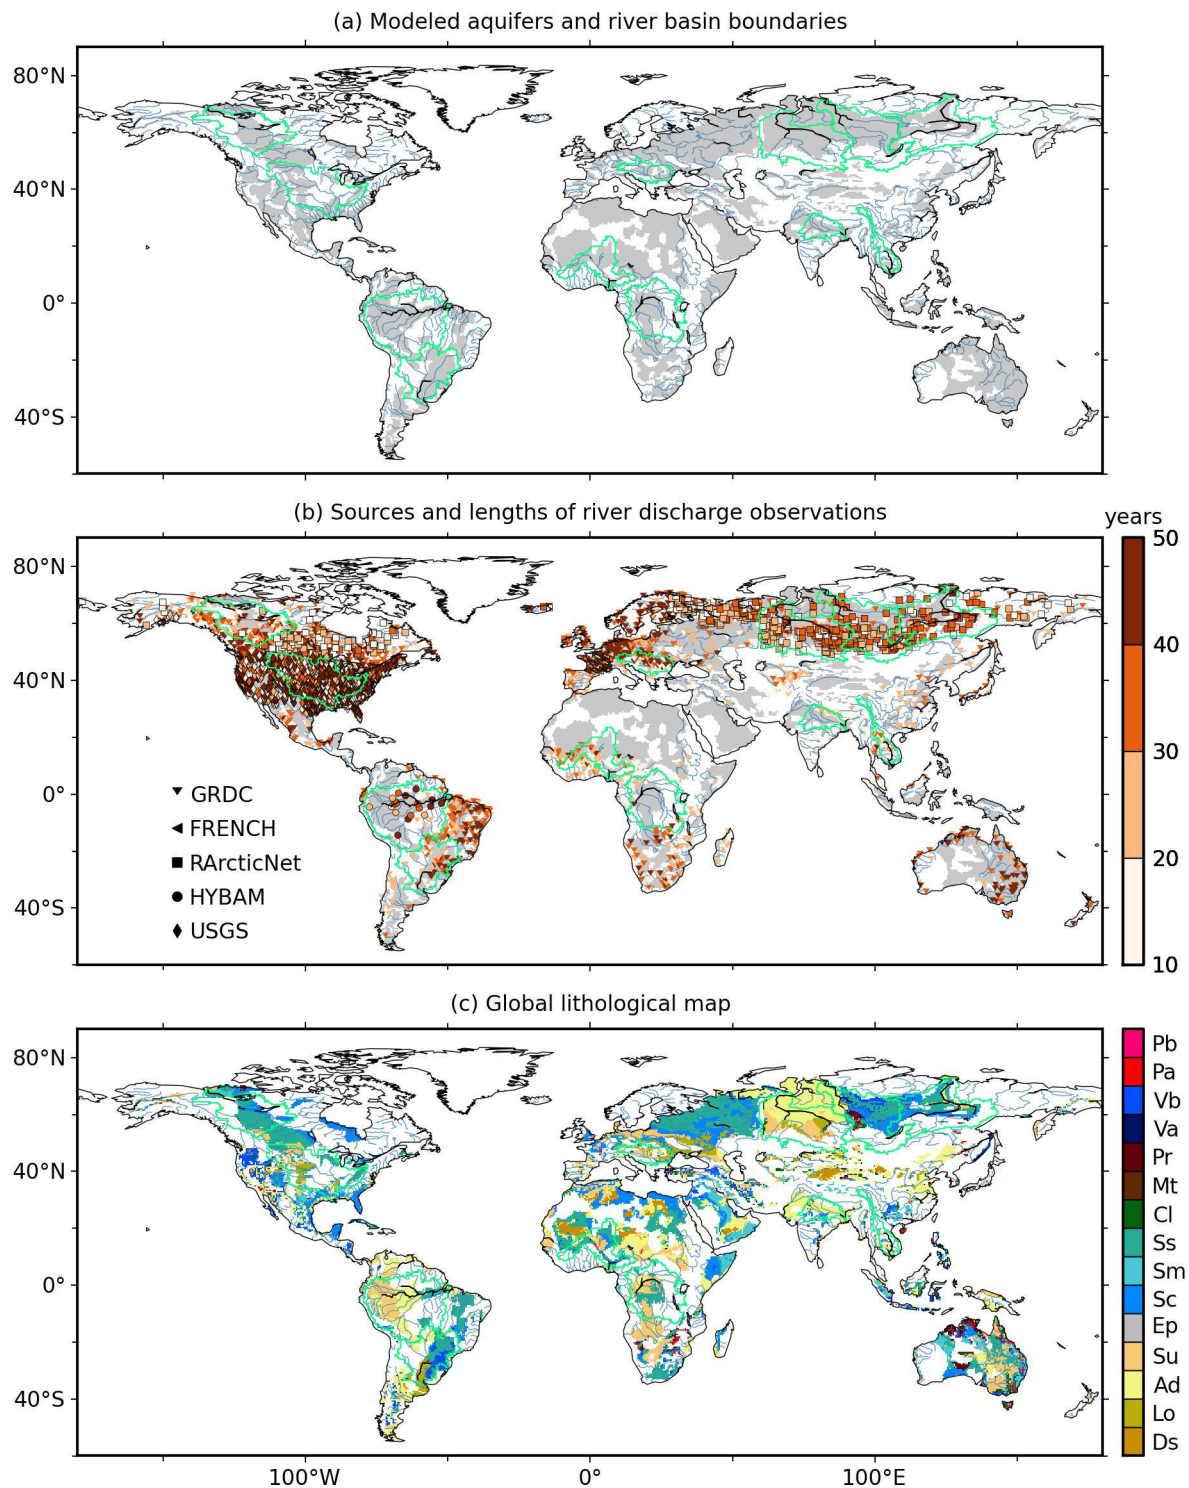 (a) Modeled aquifers and river basin boundaries
80°N
40°N
0°
40°S
(b) Sources and lengths of river discharge observations
years
80°N
40°N
0°
40°S
GRDC
FRENCH
RArcticNet
HYBAM
USGS
50
40
30
20
10
(c) Global lithological map
80°N
40°N
0°
40°S
100°W
0°
100°E
Pb
Pa
Vb
Va
Pr
Mt
Cl
Ss
Sm
Sc
Ep
Su
Ad
Lo
Ds